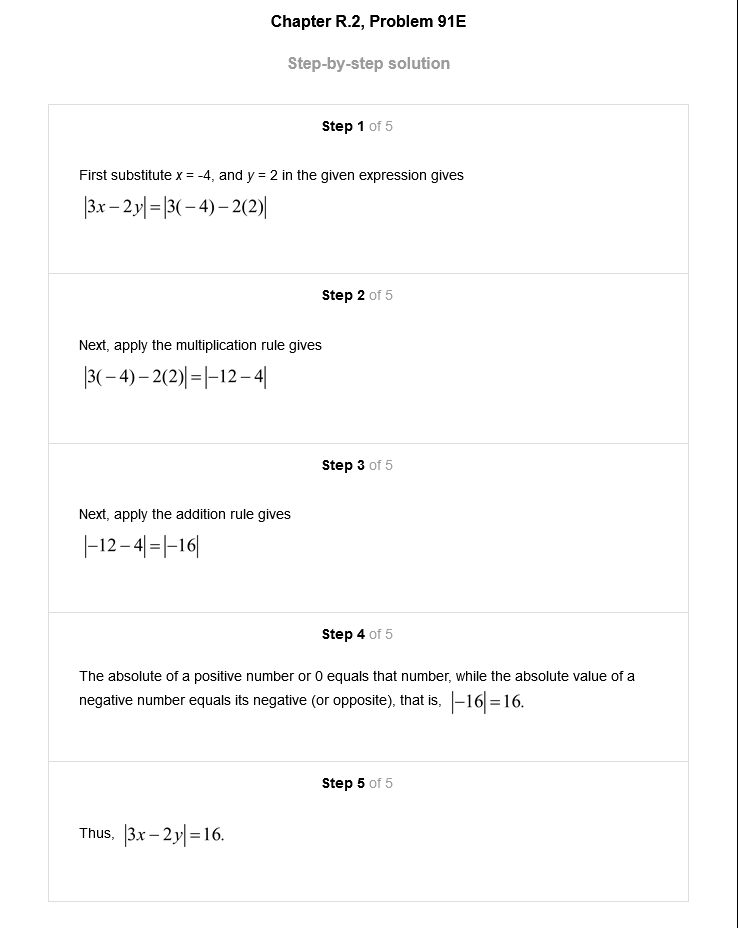 Chapter R.2, Problem 91E
Step-by-step solution
Step 1 of 5
First substitute x = -4, and y = 2 in the given expression gives
|3x − 2y| = |3(− 4) − 2(2)|
Step 2 of 5
Next, apply the multiplication rule gives
|3(− 4) − 2(2)| = |−12 − 4|
Step 3 of 5
Next, apply the addition rule gives
|−12 − 4| = |−16|
Step 4 of 5
The absolute of a positive number or 0 equals that number, while the absolute value of a
negative number equals its negative (or opposite), that is, |−16| = 16.
Step 5 of 5
Thus, |3x − 2y| = 16.